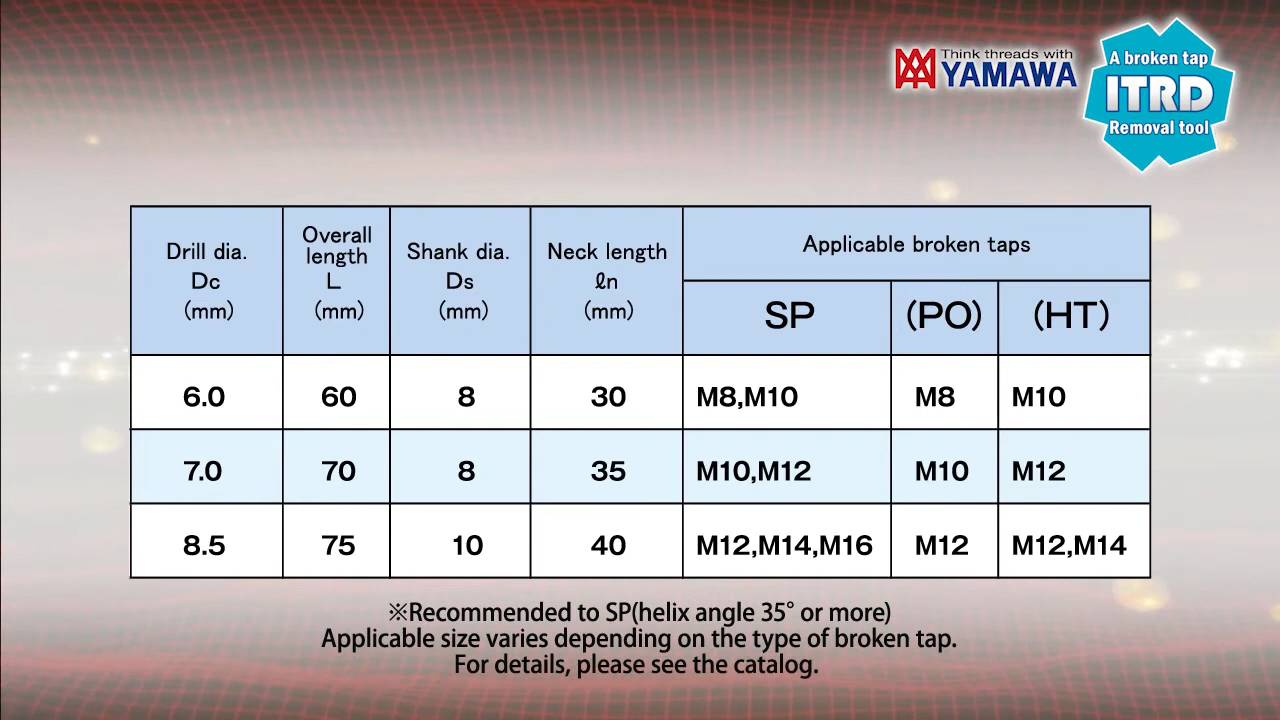 Think threads with
YAMAWA
A broken tap
ITRD
Removal tool
Drill dia.
Dc
(mm)
Overall
length
L
(mm)
Shank dia.
Ds
(mm)
Neck length
ℓn
(mm)
Applicable broken taps
SP
(PO)
(HT)
6.0 60 8 30 M8,M10 M8 M10
7.0 70 8 35 M10,M12 M10 M12
8.5 75 10 40 M12,M14,M16 M12 M12,M14
※Recommended to SP(helix angle 35° or more)
Applicable size varies depending on the type of broken tap.
For details, please see the catalog.